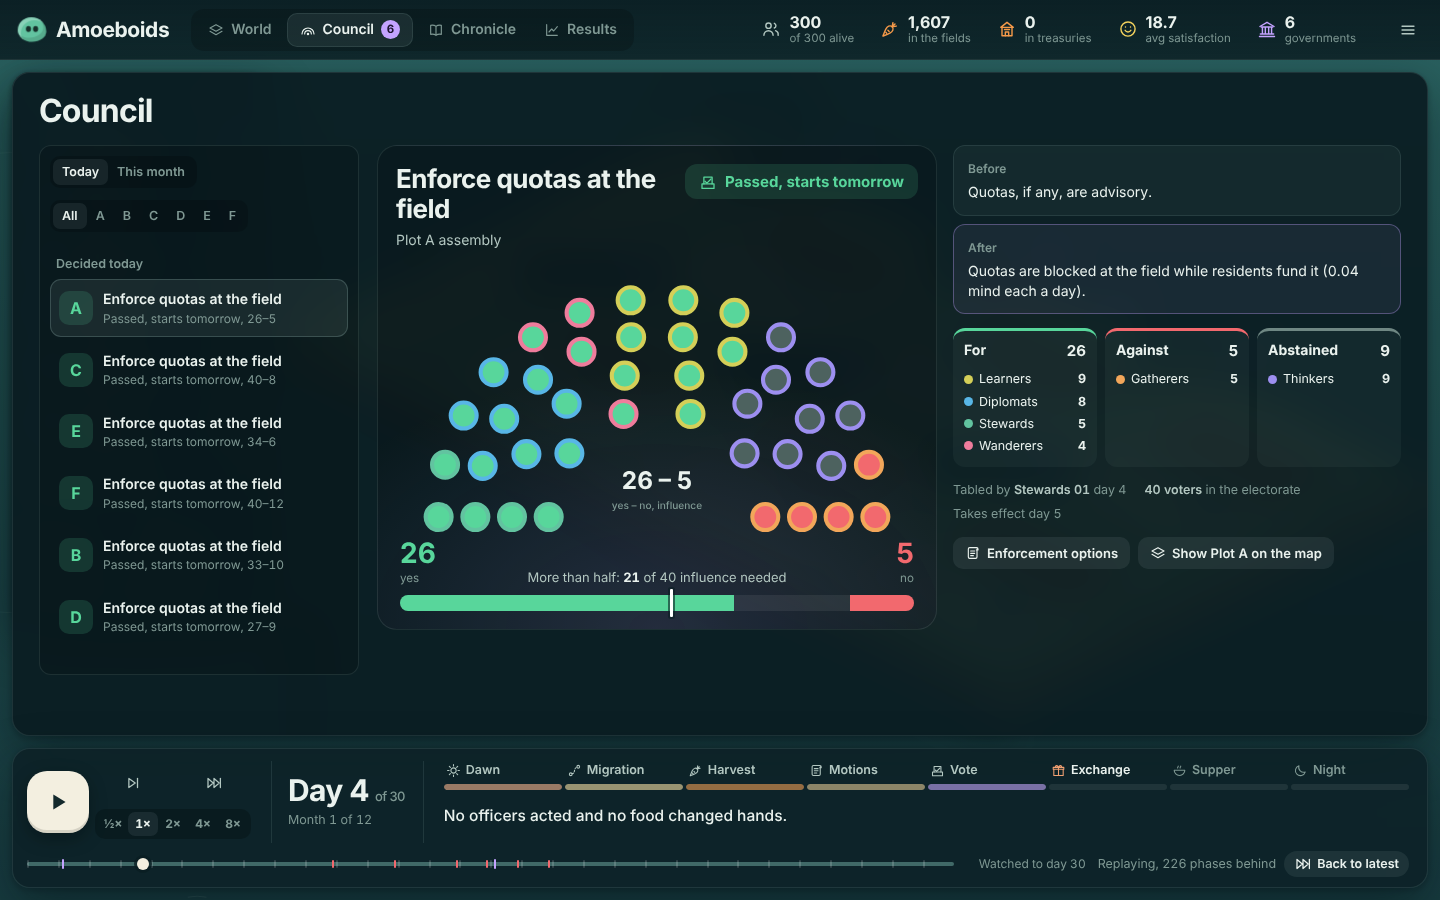 Amoeboids
World
Council 6
Chronicle
Results
300
of 300 alive
1,607
in the fields
0
in treasuries
18.7
avg satisfaction
6
governments
Council
Today
This month
All A B C D E F
Decided today
A
Enforce quotas at the field
Passed, starts tomorrow, 26–5
C
Enforce quotas at the field
Passed, starts tomorrow, 40–8
E
Enforce quotas at the field
Passed, starts tomorrow, 34–6
F
Enforce quotas at the field
Passed, starts tomorrow, 40–12
B
Enforce quotas at the field
Passed, starts tomorrow, 33–10
D
Enforce quotas at the field
Passed, starts tomorrow, 27–9
Enforce quotas at the
field
Passed, starts tomorrow
Plot A assembly
26 – 5
yes – no, influence
26
yes
More than half: 21 of 40 influence needed
5
no
Before
Quotas, if any, are advisory.
After
Quotas are blocked at the field while residents fund it (0.04
mind each a day).
For 26
Learners 9
Diplomats 8
Stewards 5
Wanderers 4
Against 5
Gatherers 5
Abstained 9
Thinkers 9
Tabled by Stewards 01 day 4
40 voters in the electorate
Takes effect day 5
Enforcement options
Show Plot A on the map
½× 1× 2× 4× 8×
Day 4 of 30
Month 1 of 12
Dawn
Migration
Harvest
Motions
Vote
Exchange
Supper
Night
No officers acted and no food changed hands.
Watched to day 30
Replaying, 226 phases behind
Back to latest